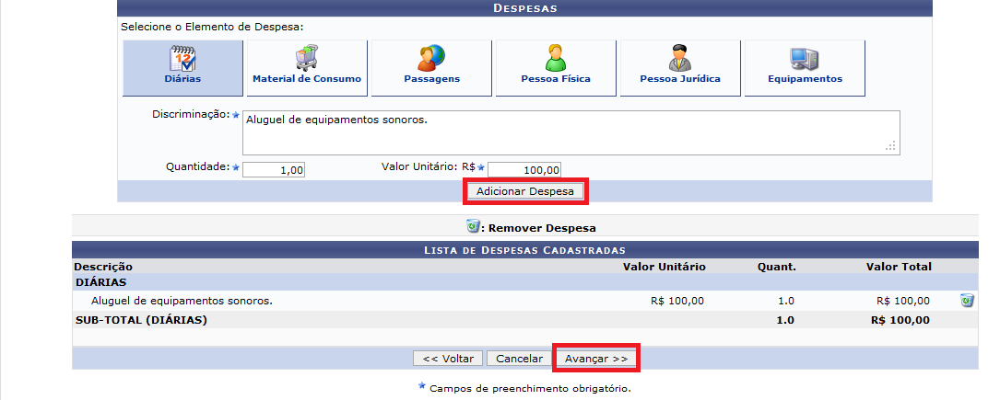 DESPESAS
Selecione o Elemento de Despesa:
Diárias Material de Consumo Passagens Pessoa Física Pessoa Jurídica Equipamentos
Discriminação: Aluguel de equipamentos sonoros.
Quantidade: 1,00 Valor Unitário: R$ 100,00
Adicionar Despesa
: Remover Despesa
LISTA DE DESPESAS CADASTRADAS
Descrição Valor Unitário Quant. Valor Total
DIÁRIAS
Aluguel de equipamentos sonoros. R$ 100,00 1.0 R$ 100,00
SUB-TOTAL (DIÁRIAS) 1.0 R$ 100,00
<< Voltar Cancelar Avançar >>
Campos de preenchimento obrigatório.